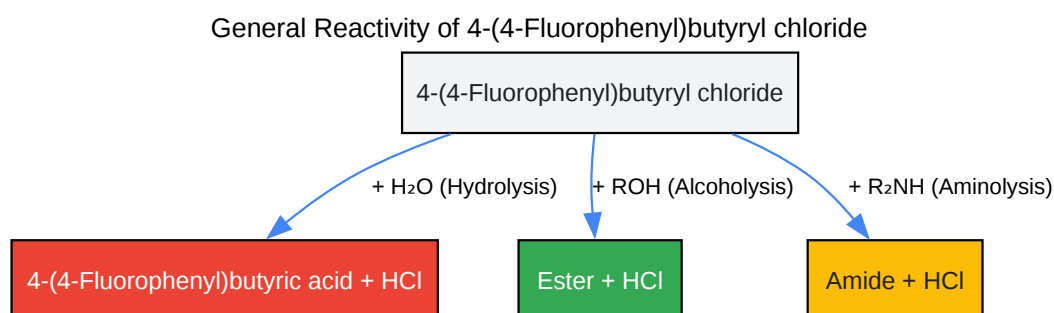 General Reactivity of 4-(4-Fluorophenyl)butyryl chloride
4-(4-Fluorophenyl)butyryl chloride
+ H₂O (Hydrolysis)
+ ROH (Alcoholysis)
+ R₂NH (Aminolysis)
4-(4-Fluorophenyl)butyric acid + HCl
Ester + HCl
Amide + HCl